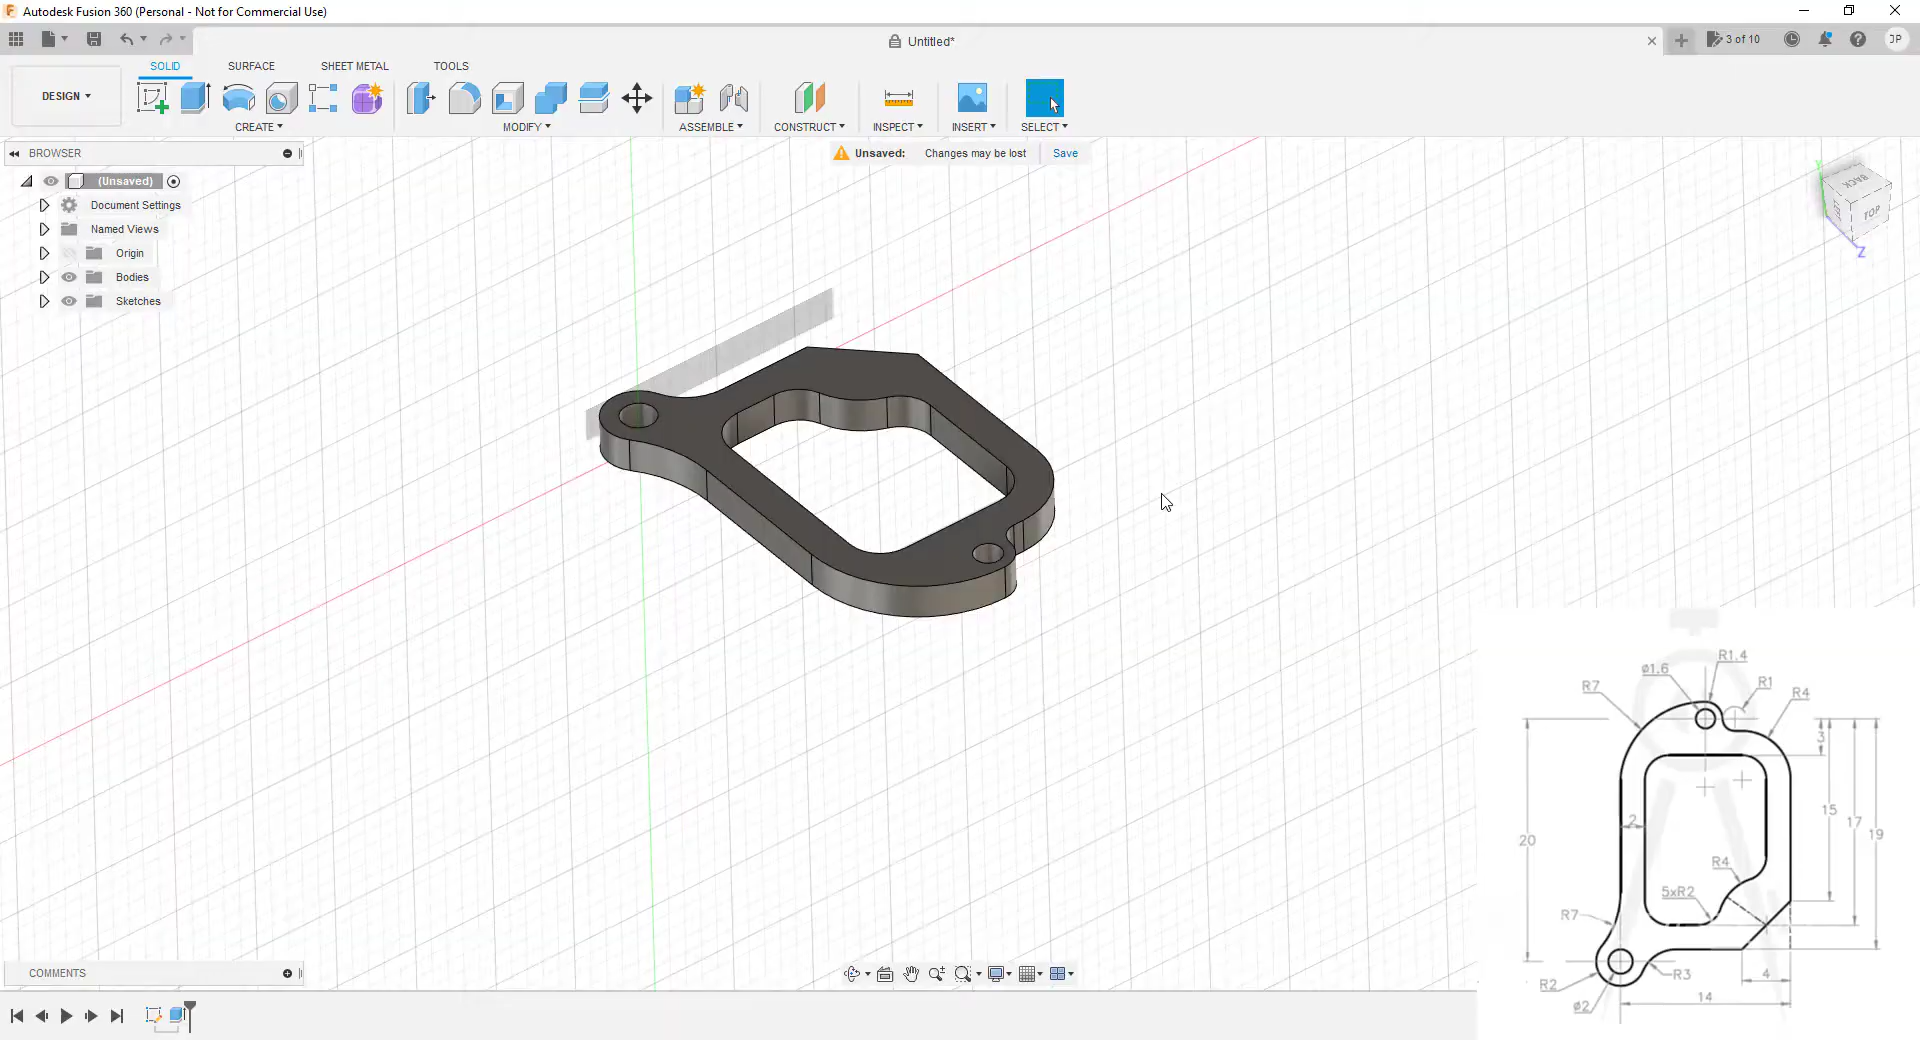 Autodesk Fusion 360 (Personal - Not for Commercial Use)
Untitled*
3 of 10
JP
SOLID SURFACE SHEET METAL TOOLS
DESIGN
CREATE MODIFY ASSEMBLE CONSTRUCT INSPECT INSERT SELECT
BROWSER
Unsaved: Changes may be lost Save
(Unsaved)
Document Settings
Named Views
Origin
Bodies
Sketches
BACK
TOP
Y
Z
R1.4
ø1.6
R7
R1
R4
3
15
2
17
19
20
R4
5xR2
R7
R3
4
R2
14
ø2
COMMENTS